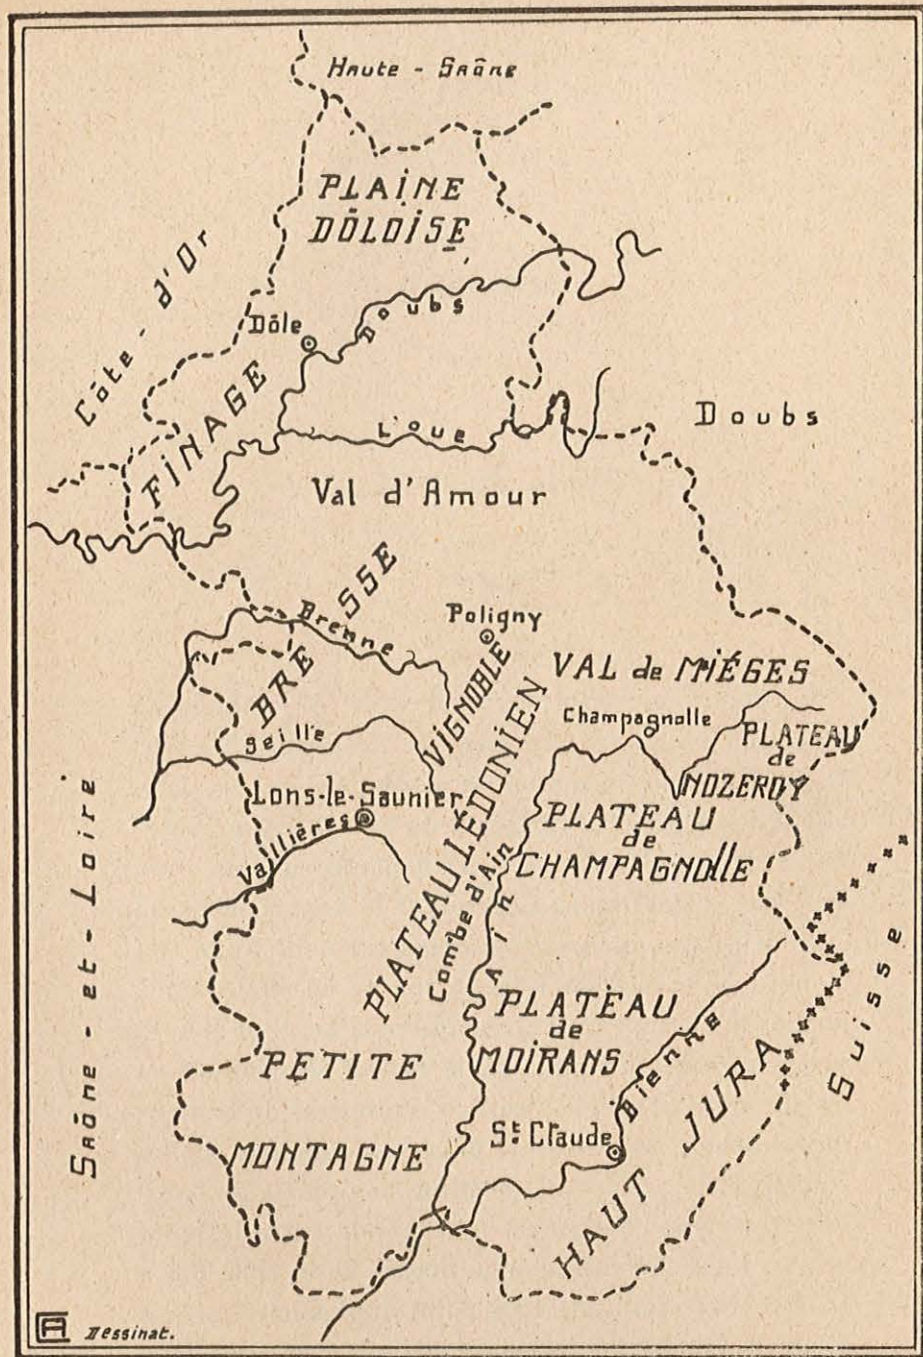 Haute - Saône
PLAINE
DÔLOISE
Côte - d'Or
Dôle
Doubs
FINAGE
Loue
Doubs
Val d'Amour
BRESSE
Brenne
Poligny
VIGNOBLE
VAL de MIÉGES
Champagnolle
PLATEAU
de
NOZEROY
Seille
Lons-le-Saunier
Vallières
PLATEAU LÉDONIEN
Combe d'Ain
Ain
PLATEAU
de
CHAMPAGNOlle
Saône - et - Loire
Suisse
PLATEAU
de
MOIRANS
Bienne
PETITE
MONTAGNE
St Claude
HAUT JURA
Dessinat.